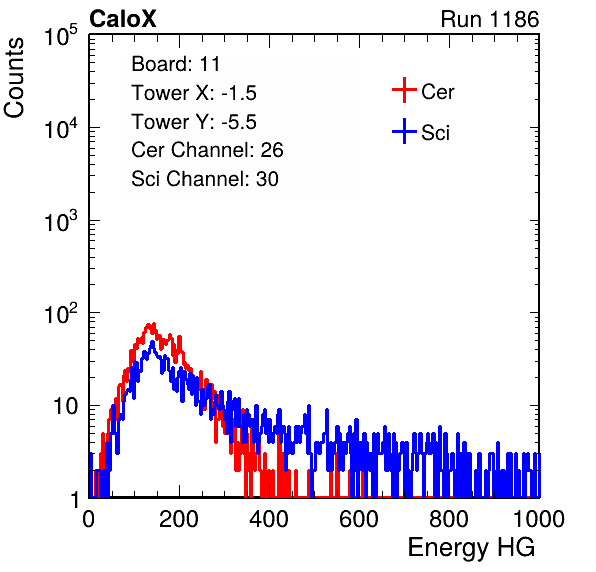 CaloX Run 1186
Counts
10^5
10^4
10^3
10^2
10
1
Board: 11
Tower X: -1.5
Tower Y: -5.5
Cer Channel: 26
Sci Channel: 30
Cer
Sci
0 200 400 600 800 1000
Energy HG